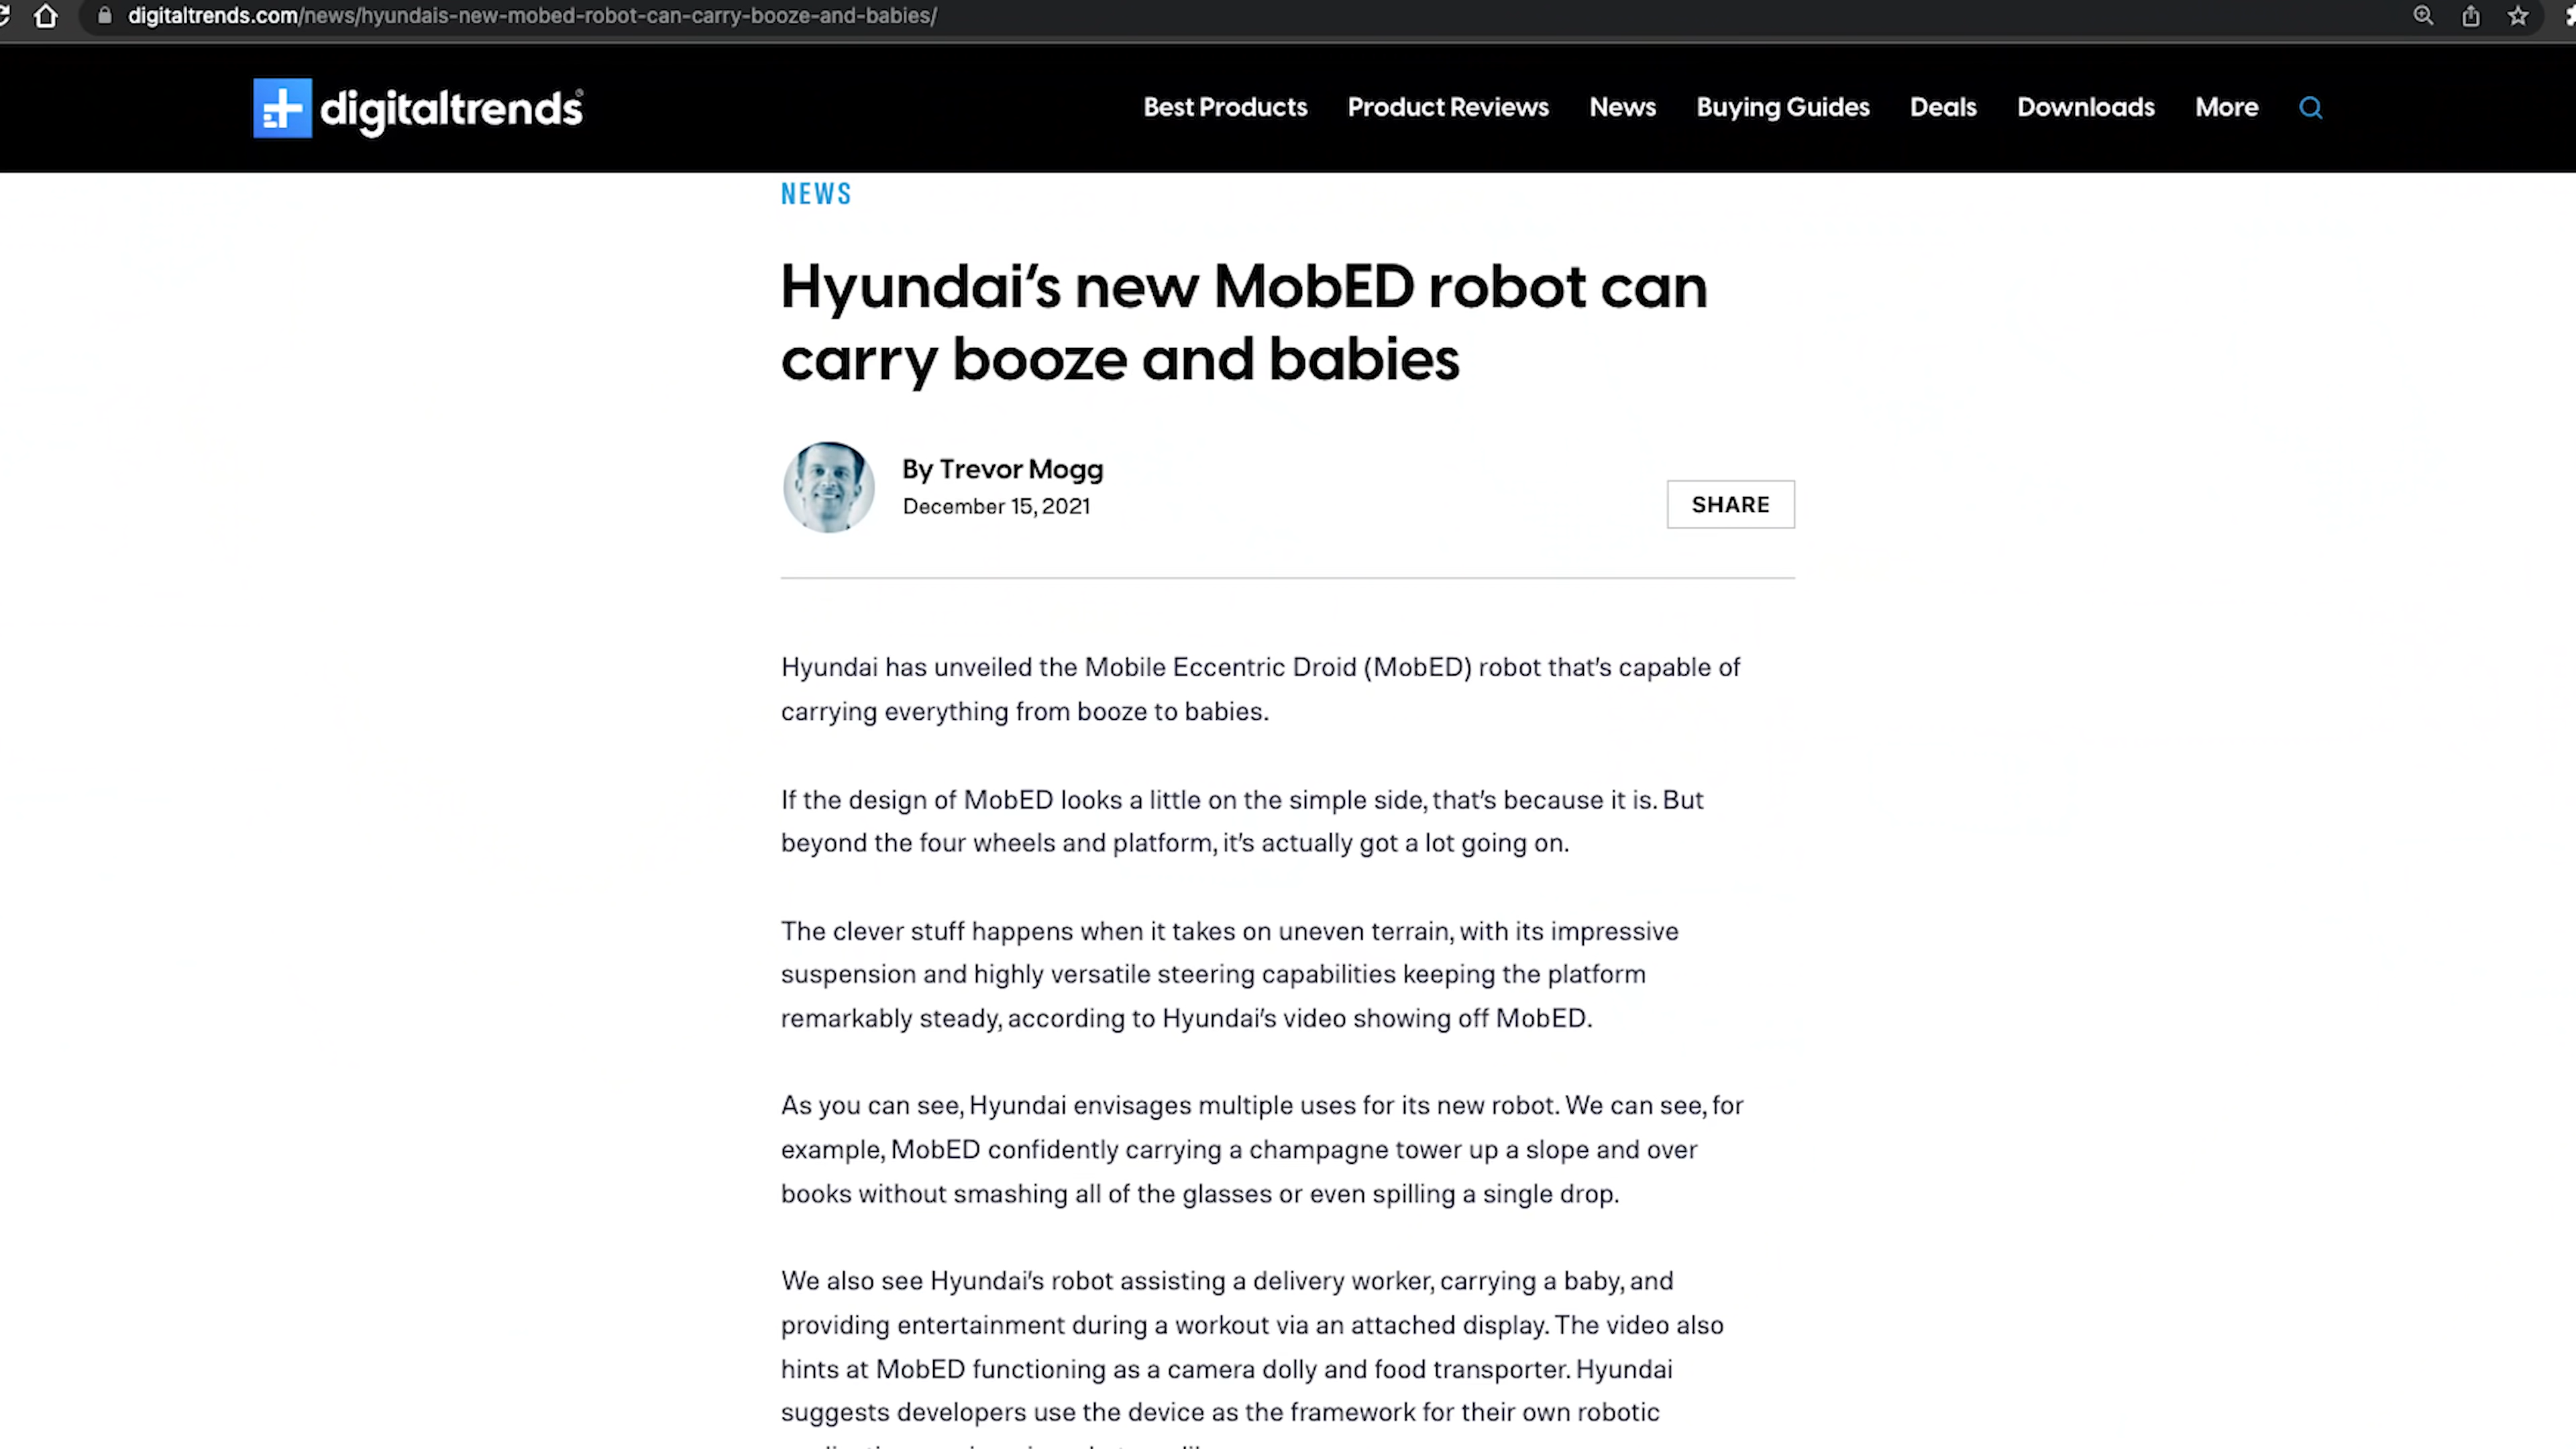 digitaltrends.com/news/hyundais-new-mobed-robot-can-carry-booze-and-babies/
digitaltrends
Best Products Product Reviews News Buying Guides Deals Downloads More
NEWS
Hyundai’s new MobED robot can
carry booze and babies
By Trevor Mogg
December 15, 2021
SHARE
Hyundai has unveiled the Mobile Eccentric Droid (MobED) robot that’s capable of
carrying everything from booze to babies.
If the design of MobED looks a little on the simple side, that’s because it is. But
beyond the four wheels and platform, it’s actually got a lot going on.
The clever stuff happens when it takes on uneven terrain, with its impressive
suspension and highly versatile steering capabilities keeping the platform
remarkably steady, according to Hyundai’s video showing off MobED.
As you can see, Hyundai envisages multiple uses for its new robot. We can see, for
example, MobED confidently carrying a champagne tower up a slope and over
books without smashing all of the glasses or even spilling a single drop.
We also see Hyundai’s robot assisting a delivery worker, carrying a baby, and
providing entertainment during a workout via an attached display. The video also
hints at MobED functioning as a camera dolly and food transporter. Hyundai
suggests developers use the device as the framework for their own robotic